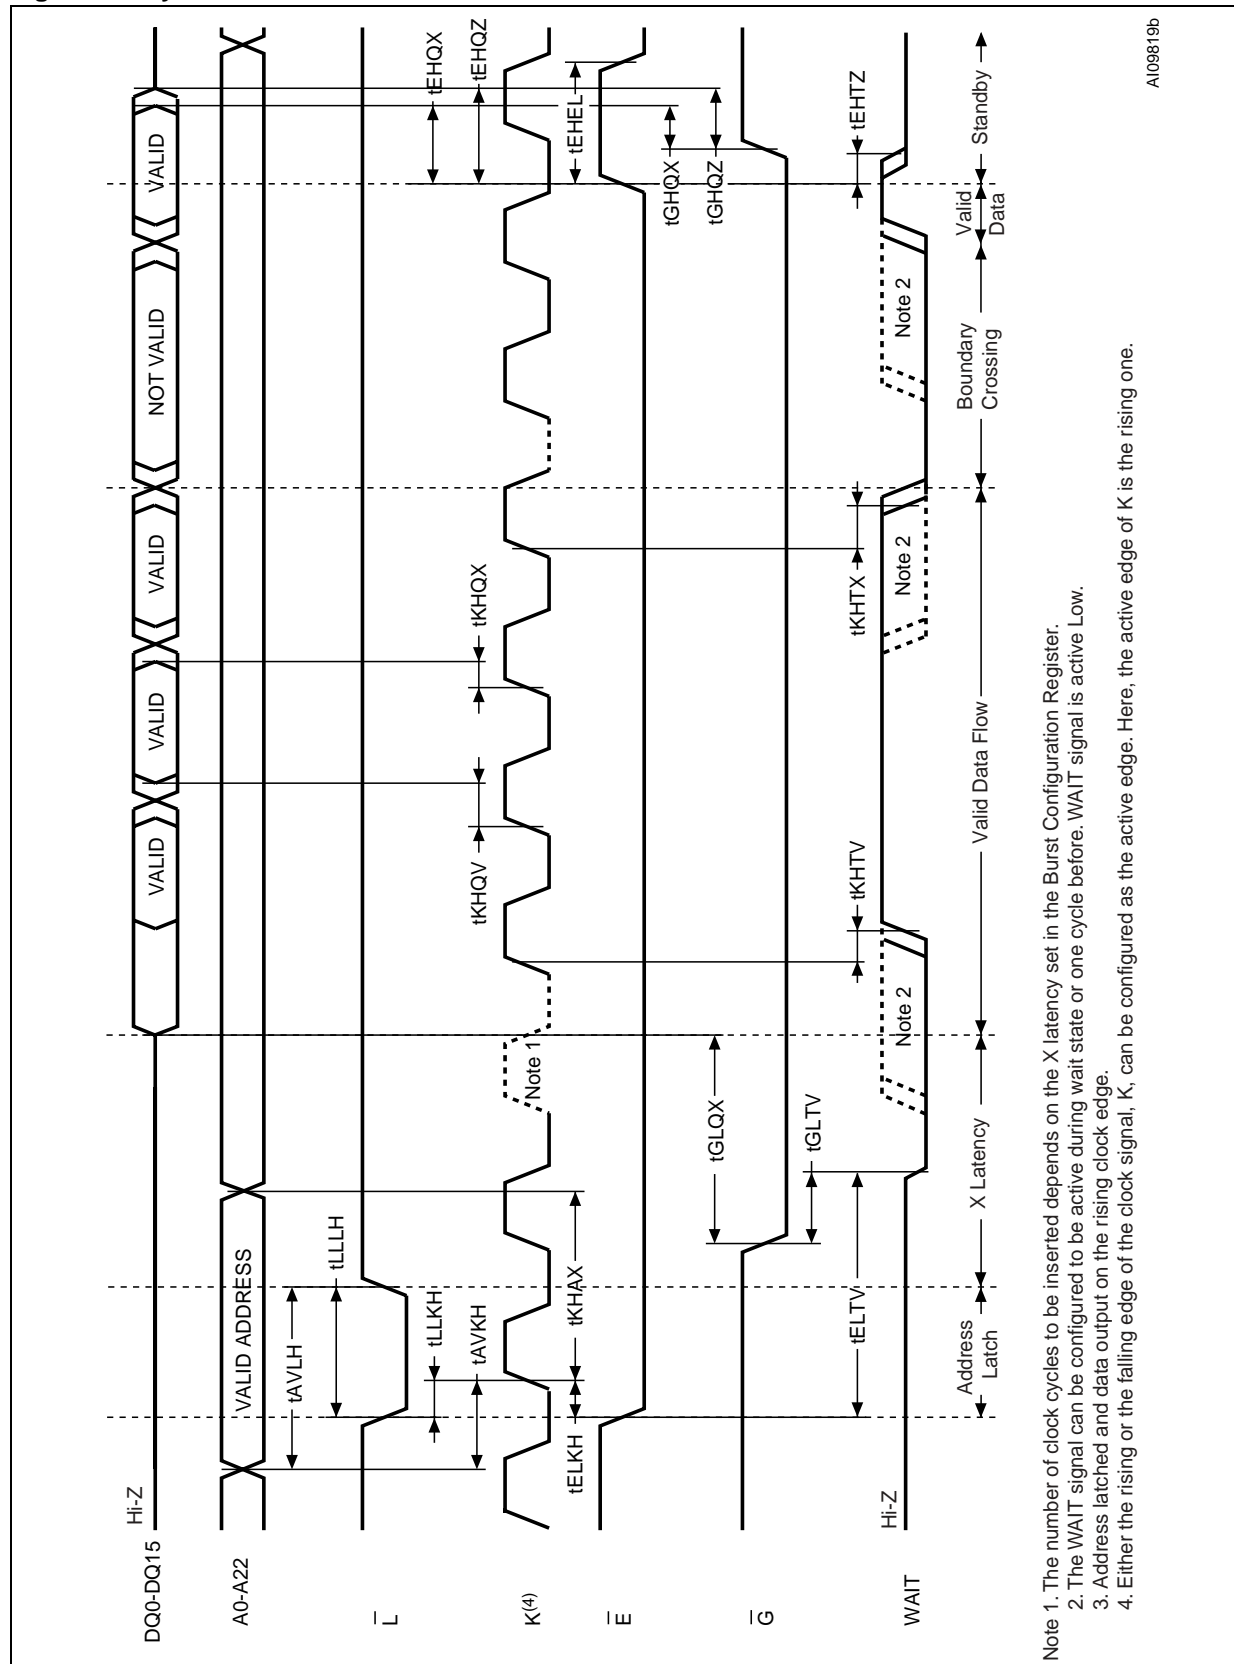 DQ0-DQ15
Hi-Z
VALID
VALID
VALID
NOT VALID
VALID
A0-A22
VALID ADDRESS
tAVLH
L
tLLLH
tLLKH
tAVKH
tKHQV
tKHQX
tEHQX
tEHQZ
K(4)
Note 1
tELKH
tKHAX
tEHEL
E
tGHQX
tGHQZ
G
tGLQX
tGLTV
tELTV
tKHTV
tKHTX
tEHTZ
WAIT
Hi-Z
Note 2
Note 2
Note 2
Address
Latch
X Latency
Valid Data Flow
Boundary
Crossing
Valid
Data
Standby
Note 1. The number of clock cycles to be inserted depends on the X latency set in the Burst Configuration Register.
2. The WAIT signal can be configured to be active during wait state or one cycle before. WAIT signal is active Low.
3. Address latched and data output on the rising clock edge.
4. Either the rising or the falling edge of the clock signal, K, can be configured as the active edge. Here, the active edge of K is the rising one.
AI09819b